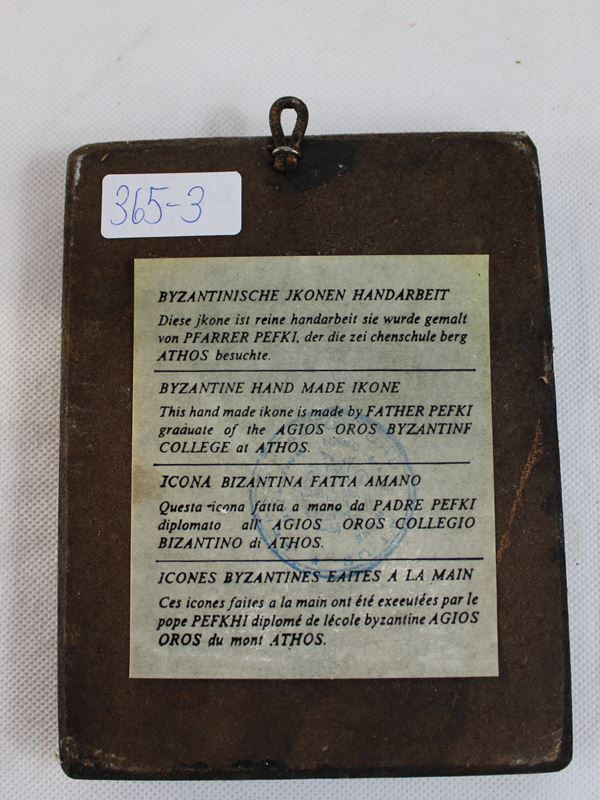 365-3
BYZANTINISCHE JKONEN HANDARBEIT
Diese jkone ist reine handarbeit sie wurde gemalt
von PFARRER PEFKI, der die zei chenschule berg
ATHOS besuchte.
BYZANTINE HAND MADE IKONE
This hand made ikone is made by FATHER PEFKI
graduate of the AGIOS OROS BYZANTINF
COLLEGE at ATHOS.
ICONA BIZANTINA FATTA AMANO
Questa icona fatta a mano da PADRE PEFKI
diplomato all' AGIOS OROS COLLEGIO
BIZANTINO di ATHOS.
ICONES BYZANTINES EAITES A LA MAIN
Ces icones faites a la main ont été exeeutées par le
pope PEFKHI diplomé de lécole byzantine AGIOS
OROS du mont ATHOS.